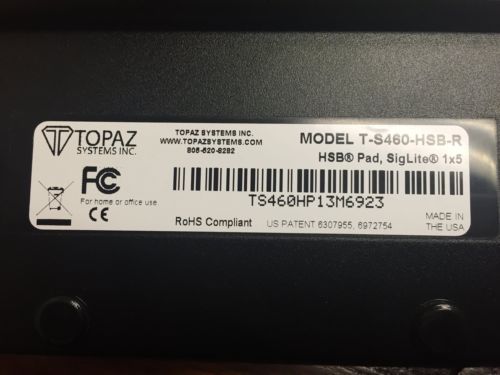 TOPAZ
SYSTEMS INC.
TOPAZ SYSTEMS INC.
WWW.TOPAZSYSTEMS.COM
805-520-8282
MODEL T-S460-HSB-R
HSB® Pad, SigLite® 1x5
FC
For home or office use
CE
TS460HP13M6923
RoHS Compliant
US PATENT 6307955, 6972754
MADE IN
THE USA